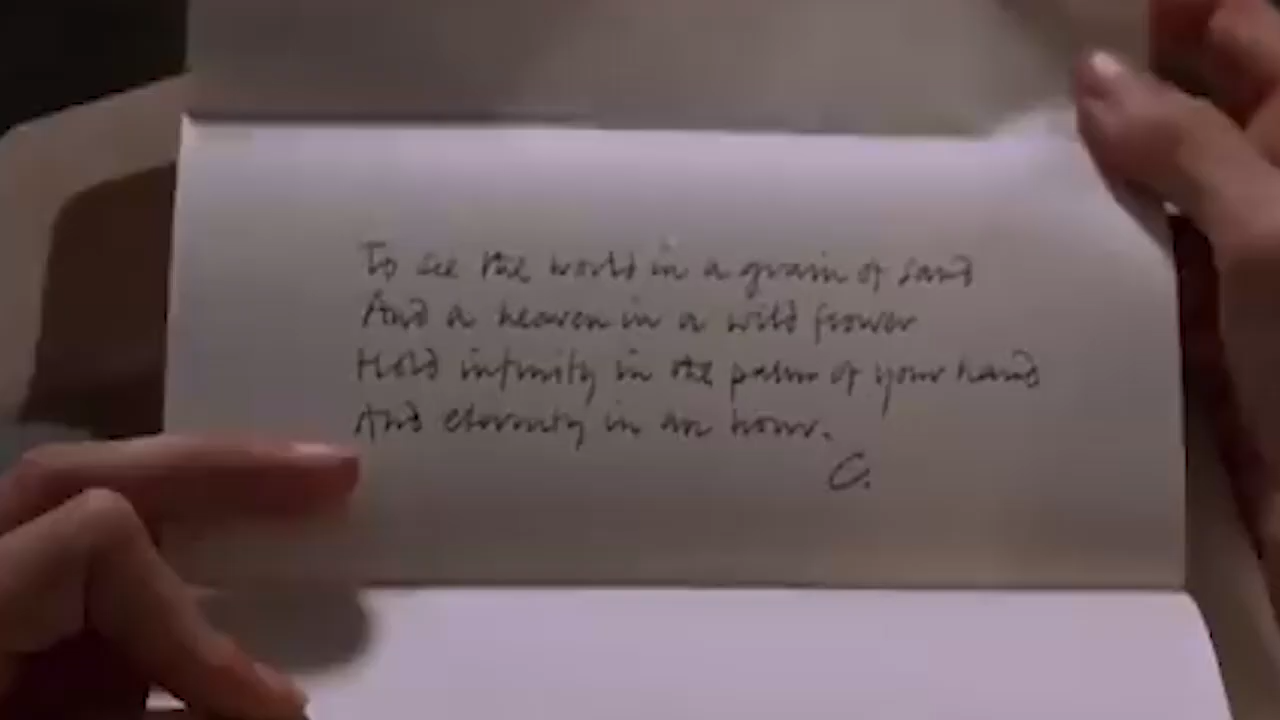 To see the world in a grain of sand
And a heaven in a wild flower
Hold infinity in the palm of your hand
And eternity in an hour.
C.